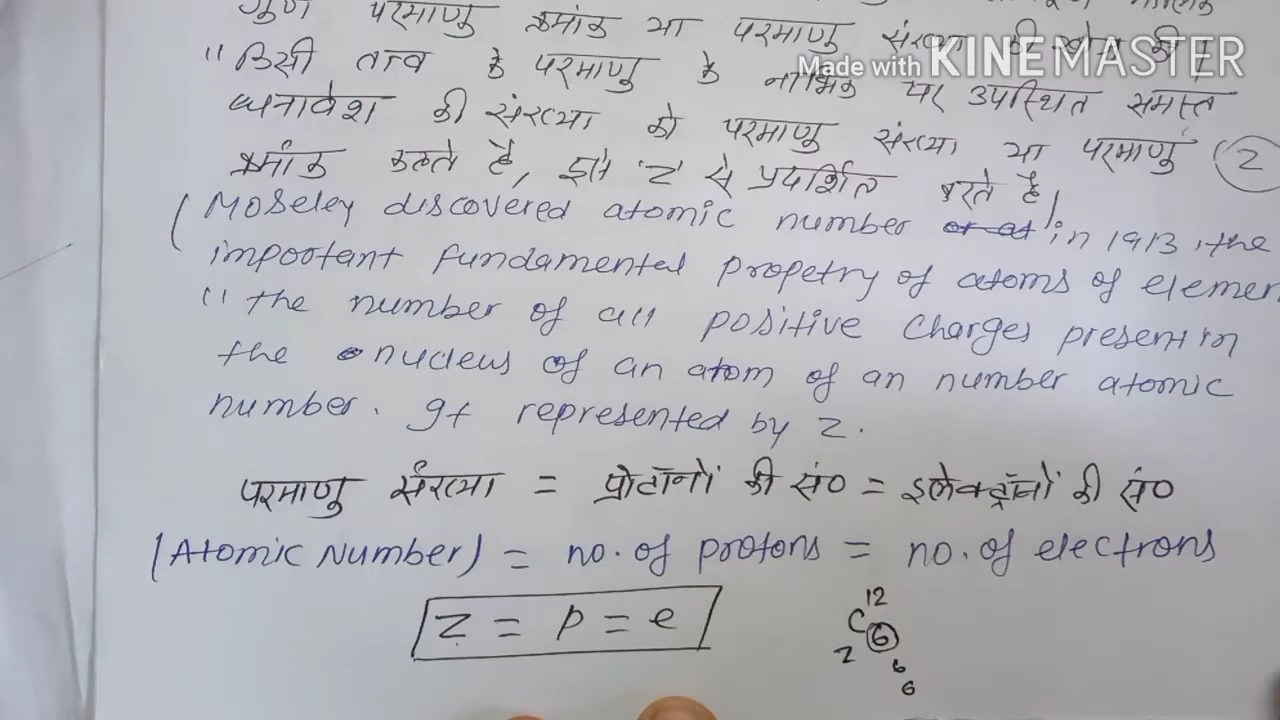 गुण परमाणु क्रमांक या परमाणु संख्या की खोज की।
Made with KINEMASTER
"किसी तत्व के परमाणु के नाभिक पर उपस्थित समस्त
धनावेश की संख्या को परमाणु संख्या या परमाणु
क्रमांक कहते है, इसे 'Z' से प्रदर्शित करते है।
2
(Moseley discovered atomic number in 1913, the
important fundamental propetry of atoms of elemen
"the number of all positive charges present in
the nucleus of an atom of an number atomic
number. It represented by Z.
परमाणु संख्या = प्रोटॉनों की सं० = इलेक्ट्रॉनों की सं०
(Atomic Number) = no. of protons = no. of electrons
Z = p = e
12
C 6
Z
6
6